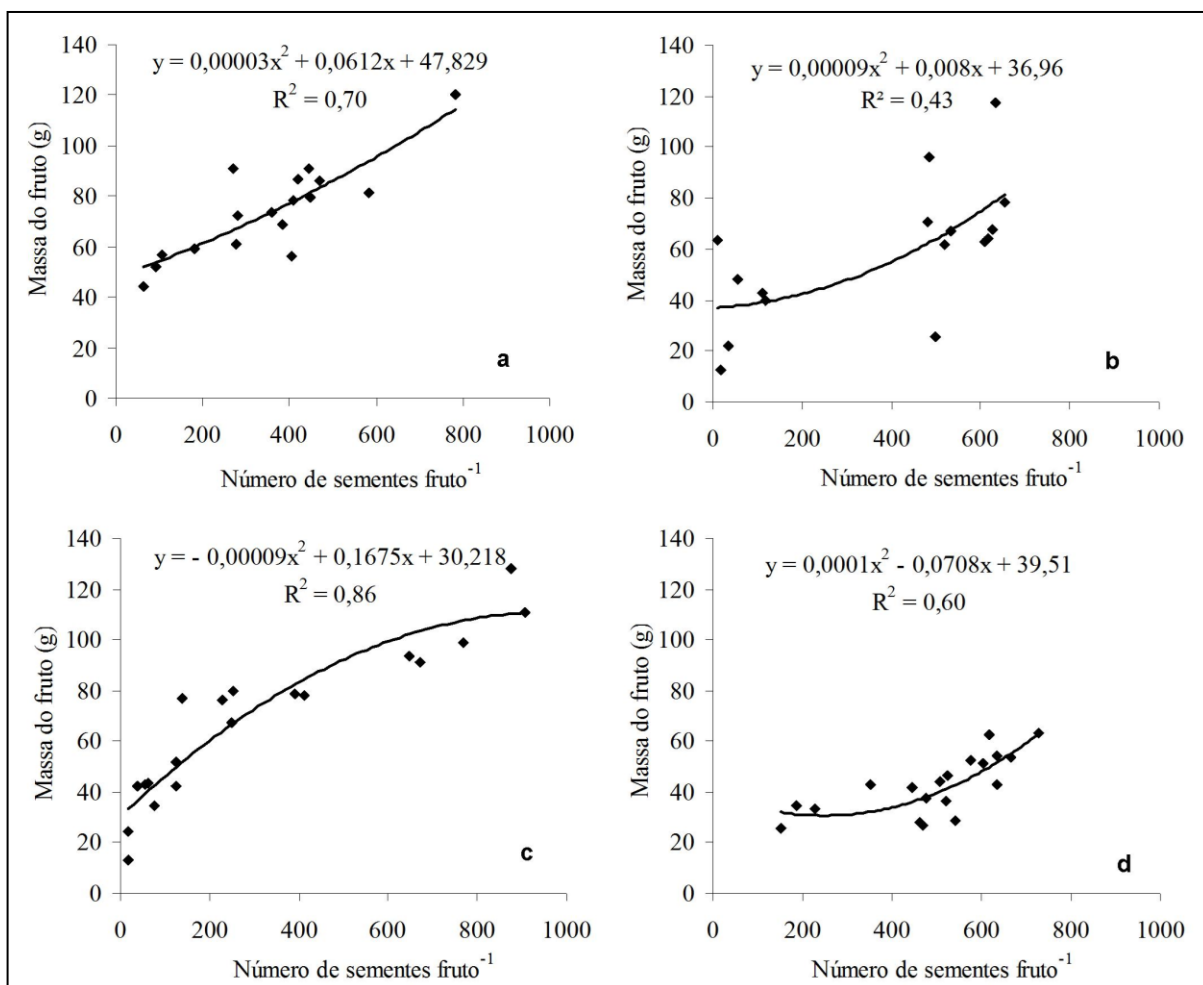 y = 0,00003x² + 0,0612x + 47,829
R² = 0,70
Massa do fruto (g)
140
120
100
80
60
40
20
0
0 200 400 600 800 1000
Número de sementes fruto⁻¹
a
y = 0,00009x² + 0,008x + 36,96
R² = 0,43
Massa do fruto (g)
140
120
100
80
60
40
20
0
0 200 400 600 800 1000
Número de sementes fruto⁻¹
b
y = - 0,00009x² + 0,1675x + 30,218
R² = 0,86
Massa do fruto (g)
140
120
100
80
60
40
20
0
0 200 400 600 800 1000
Número de sementes fruto⁻¹
c
y = 0,0001x² - 0,0708x + 39,51
R² = 0,60
Massa do fruto (g)
140
120
100
80
60
40
20
0
0 200 400 600 800 1000
Número de sementes fruto⁻¹
d